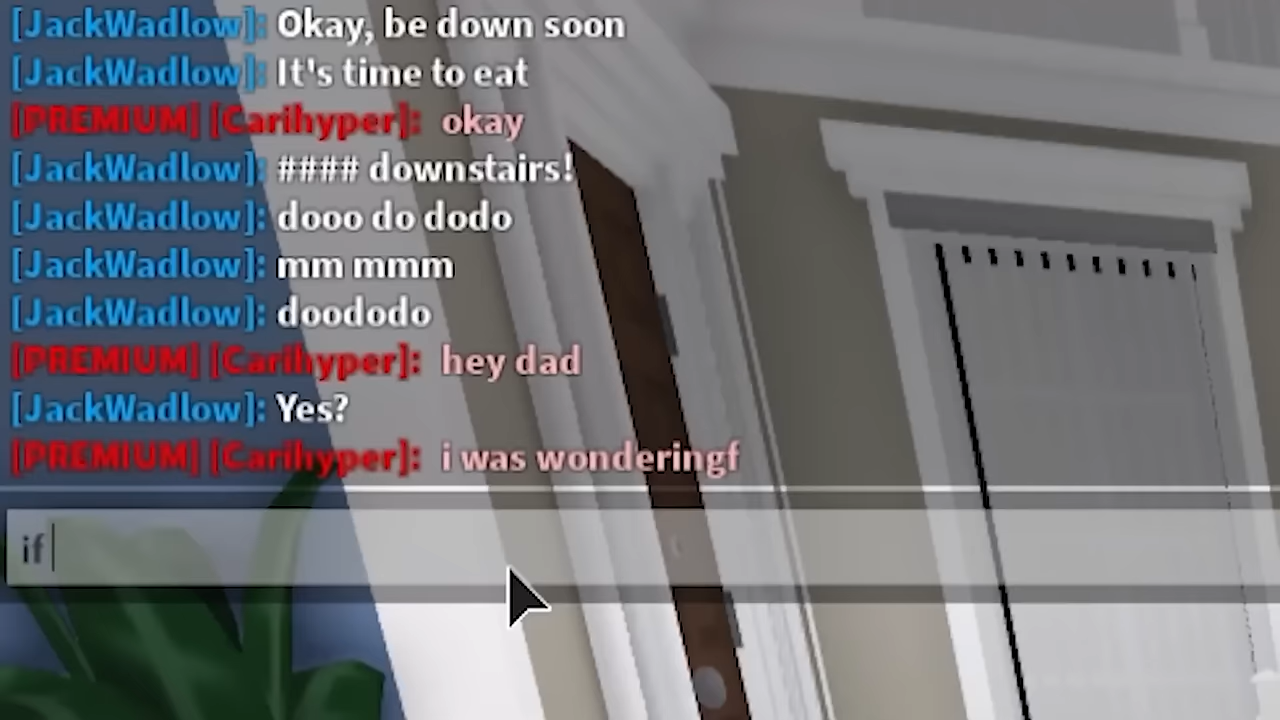 [JackWadlow]: Okay, be down soon
[JackWadlow]: It's time to eat
[PREMIUM] [Carihyper]: okay
[JackWadlow]: #### downstairs!
[JackWadlow]: dooo do dodo
[JackWadlow]: mm mmm
[JackWadlow]: doododo
[PREMIUM] [Carihyper]: hey dad
[JackWadlow]: Yes?
[PREMIUM] [Carihyper]: i was wonderingf
if